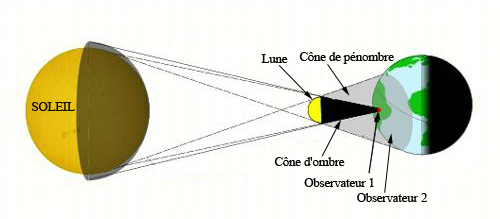 Lune
Cône de pénombre
SOLEIL
Cône d'ombre
Observateur 1
Observateur 2